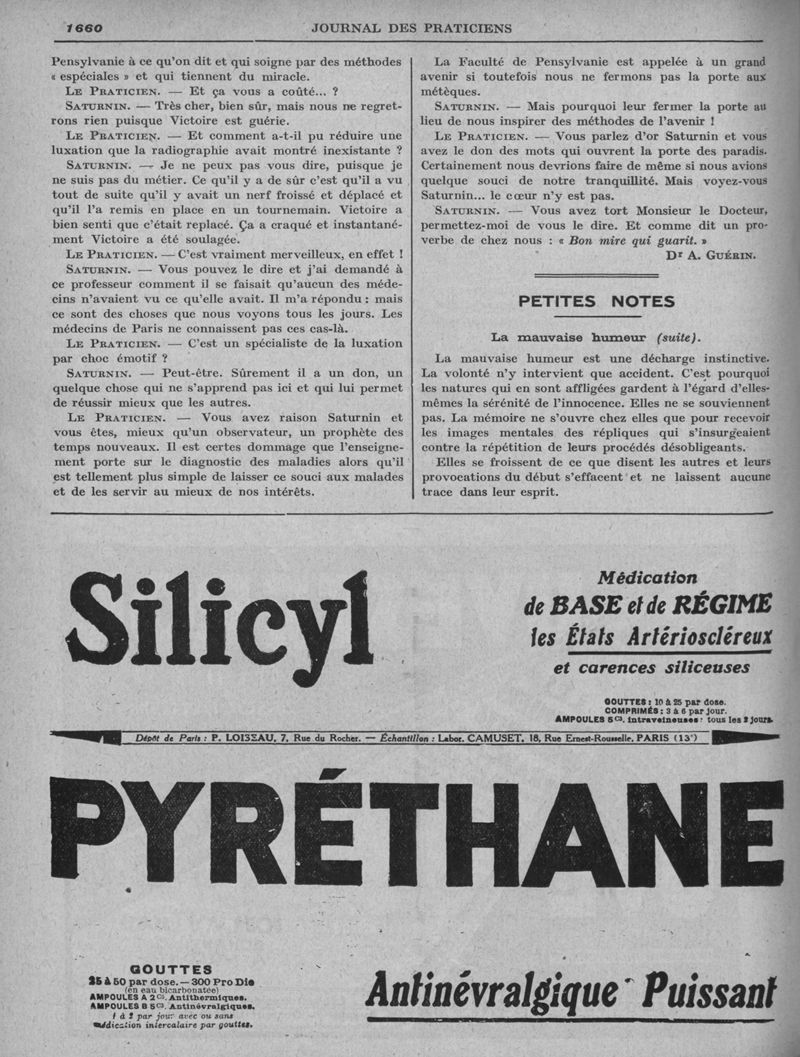 1660
JOURNAL DES PRATICIENS
Pensylvanie à ce qu'on dit et qui soigne par des méthodes
« espéciales » et qui tiennent du miracle.
LE PRATICIEN. — Et ça vous a coûté... ?
SATURNIN. — Très cher, bien sûr, mais nous ne regret-
trons rien puisque Victoire est guérie.
LE PRATICIEN. — Et comment a-t-il pu réduire une
luxation que la radiographie avait montré inexistante ?
SATURNIN. — Je ne peux pas vous dire, puisque je
ne suis pas du métier. Ce qu'il y a de sûr c'est qu'il a vu
tout de suite qu'il y avait un nerf froissé et déplacé et
qu'il l'a remis en place en un tournemain. Victoire a
bien senti que c'était replacé. Ça a craqué et instantané-
ment Victoire a été soulagée.
LE PRATICIEN. — C'est vraiment merveilleux, en effet !
SATURNIN. — Vous pouvez le dire et j'ai demandé à
ce professeur comment il se faisait qu'aucun des méde-
cins n'avaient vu ce qu'elle avait. Il m'a répondu : mais
ce sont des choses que nous voyons tous les jours. Les
médecins de Paris ne connaissent pas ces cas-là.
LE PRATICIEN. — C'est un spécialiste de la luxation
par choc émotif ?
SATURNIN. — Peut-être. Sûrement il a un don, un
quelque chose qui ne s'apprend pas ici et qui lui permet
de réussir mieux que les autres.
LE PRATICIEN. — Vous avez raison Saturnin et
vous êtes, mieux qu'un observateur, un prophète des
temps nouveaux. Il est certes dommage que l'enseigne-
ment porte sur le diagnostic des maladies alors qu'il
est tellement plus simple de laisser ce souci aux malades
et de les servir au mieux de nos intérêts.
La Faculté de Pensylvanie est appelée à un grand
avenir si toutefois nous ne fermons pas la porte aux
métèques.
SATURNIN. — Mais pourquoi leur fermer la porte au
lieu de nous inspirer des méthodes de l'avenir !
LE PRATICIEN. — Vous parlez d'or Saturnin et vous
avez le don des mots qui ouvrent la porte des paradis.
Certainement nous devrions faire de même si nous avions
quelque souci de notre tranquillité. Mais voyez-vous
Saturnin... le cœur n'y est pas.
SATURNIN. — Vous avez tort Monsieur le Docteur,
permettez-moi de vous le dire. Et comme dit un pro-
verbe de chez nous : « Bon mire qui guarit. »
Dr A. GUÉRIN.
PETITES NOTES
La mauvaise humeur (suite).
La mauvaise humeur est une décharge instinctive.
La volonté n'y intervient que accident. C'est pourquoi
les natures qui en sont affligées gardent à l'égard d'elles-
mêmes la sérénité de l'innocence. Elles ne se souviennent
pas. La mémoire ne s'ouvre chez elles que pour recevoir
les images mentales des répliques qui s'insurgeaient
contre la répétition de leurs procédés désobligeants.
Elles se froissent de ce que disent les autres et leurs
provocations du début s'effacent et ne laissent aucune
trace dans leur esprit.
Silicyl
Médication
de BASE et de RÉGIME
les États Artérioscléreux
et carences siliceuses
GOUTTES : 10 à 25 par dose.
COMPRIMÉS : 3 à 6 par jour.
AMPOULES 5 cs. intraveineuses : tous les 2 jours.
Dépôt de Paris : P. LOISEAU, 7, Rue du Rocher. — Échantillon : Labor. CAMUSET, 18, Rue Ernest-Rousselle, PARIS (13e)
PYRÉTHANE
GOUTTES
25 à 50 par dose. — 300 Pro Die
(en eau bicarbonatée)
AMPOULES A 2 cs. Antithermiques.
AMPOULES B 5 cs. Antinévralgiques.
1 à 2 par jour avec ou sans
médication intercalaire par gouttes.
Antinévralgique Puissant